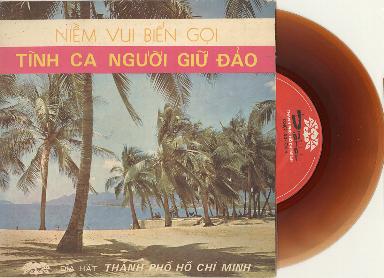 NIỀM VUI BIỂN GỌI
TÌNH CA NGƯỜI GIỮ ĐẢO
ĐĨA HÁT THÀNH PHỐ HỒ CHÍ MINH